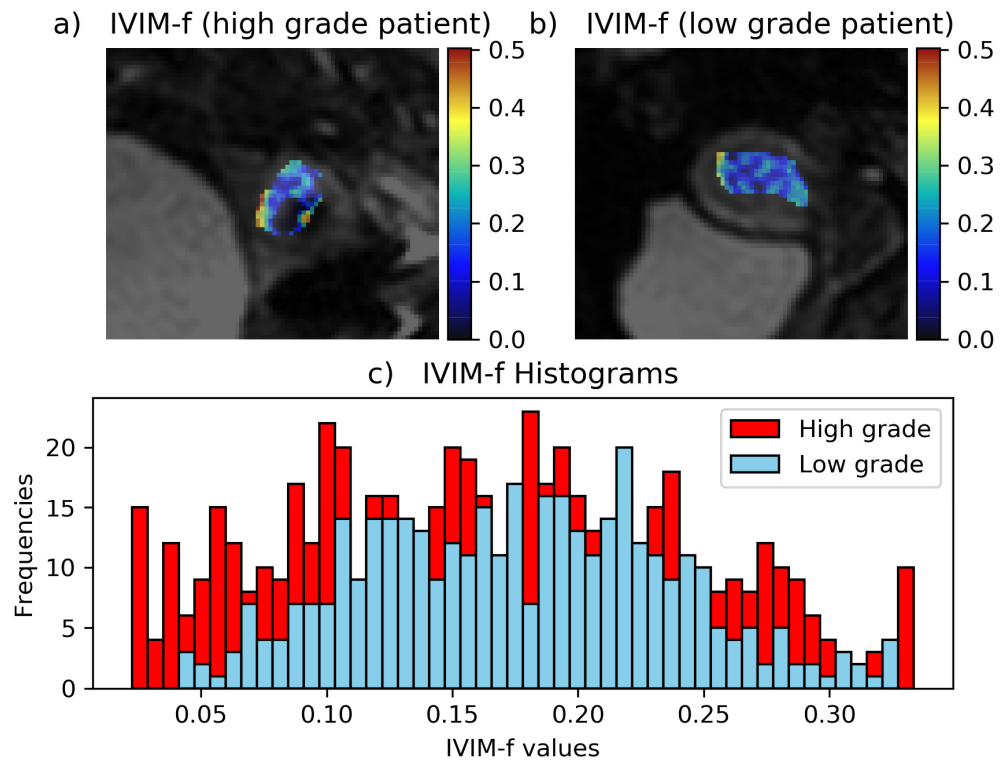 a) IVIM-f (high grade patient)
b) IVIM-f (low grade patient)
0.5
0.4
0.3
0.2
0.1
0.0
0.5
0.4
0.3
0.2
0.1
0.0
c) IVIM-f Histograms
Frequencies
20
15
10
5
0
High grade
Low grade
0.05 0.10 0.15 0.20 0.25 0.30
IVIM-f values